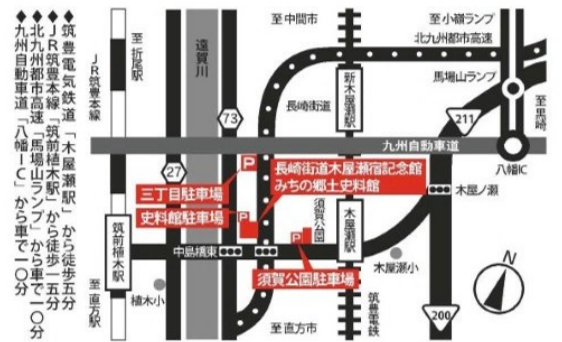 ◆筑豊電気鉄道「木屋瀬駅」から徒歩五分
◆JR筑豊本線「筑前植木駅」から徒歩一五分
◆北九州都市高速「馬場山ランプ」から車で一〇分
◆九州自動車道「八幡IC」から車で一〇分
至折尾駅
JR筑豊本線
遠賀川
至中間市
至小嶺ランプ
北九州都市高速
馬場山ランプ
新木屋瀬駅
長崎街道
至黒崎
73
211
九州自動車道
八幡IC
27
P
三丁目駐車場
長崎街道木屋瀬宿記念館
みちの郷土史料館
史料館駐車場
P
須賀公園
木屋瀬駅
木屋ノ瀬
筑前植木駅
中島橋東
P
須賀公園駐車場
木屋瀬小
植木小
至直方駅
至直方市
筑豊電鉄
200
N